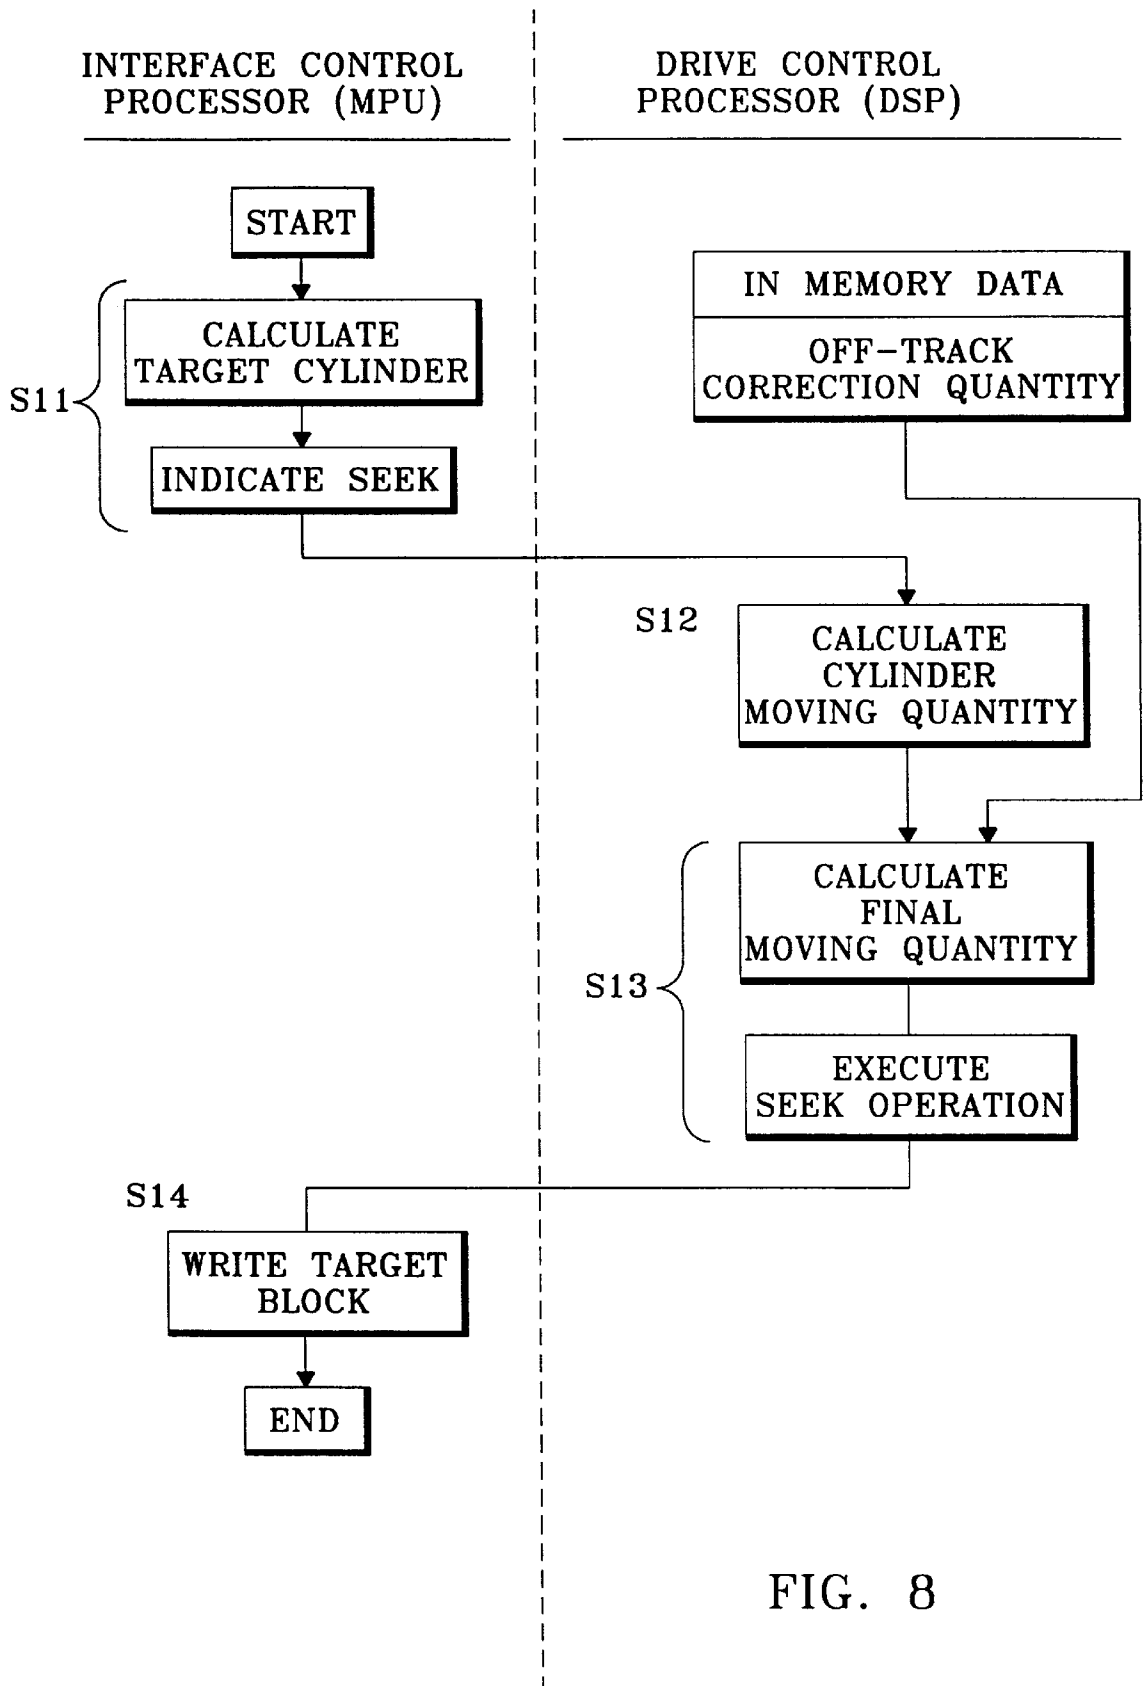 INTERFACE CONTROL
PROCESSOR (MPU)
DRIVE CONTROL
PROCESSOR (DSP)
START
IN MEMORY DATA
OFF-TRACK
CORRECTION QUANTITY
S11
CALCULATE
TARGET CYLINDER
INDICATE SEEK
S12
CALCULATE
CYLINDER
MOVING QUANTITY
S13
CALCULATE
FINAL
MOVING QUANTITY
EXECUTE
SEEK OPERATION
S14
WRITE TARGET
BLOCK
END
FIG. 8